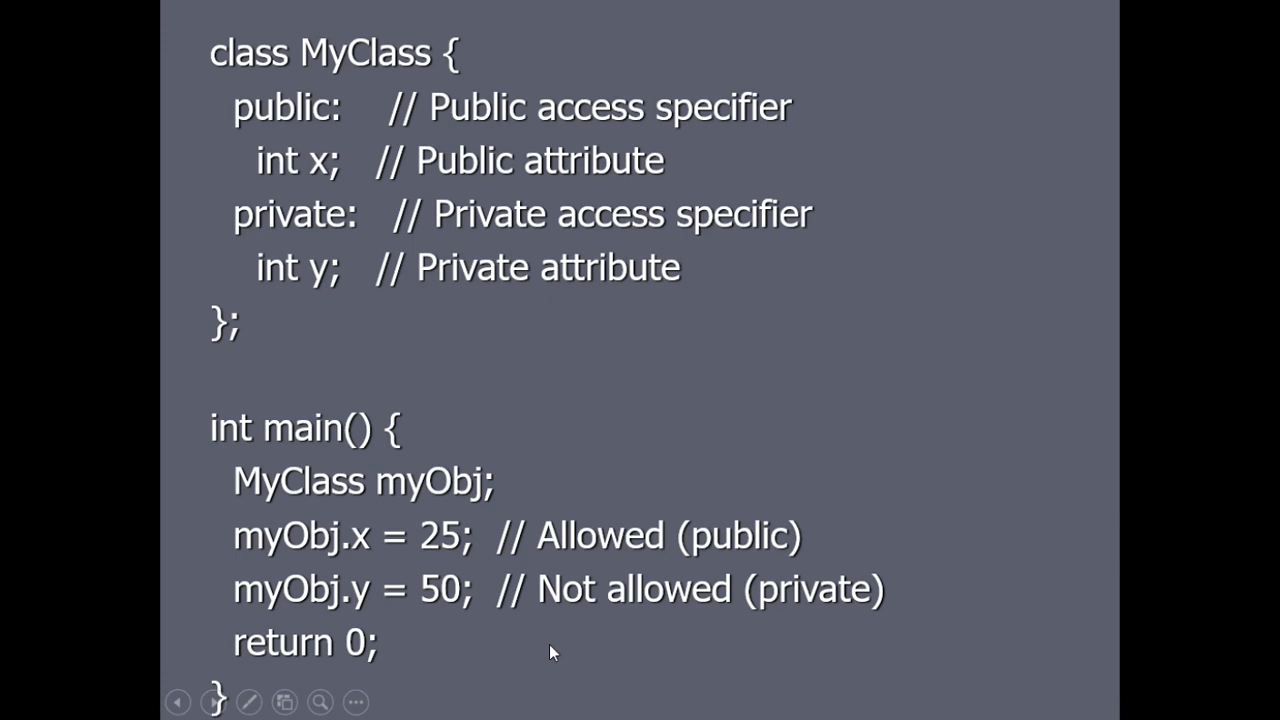 class MyClass {
public: // Public access specifier
int x; // Public attribute
private: // Private access specifier
int y; // Private attribute
};
int main() {
MyClass myObj;
myObj.x = 25; // Allowed (public)
myObj.y = 50; // Not allowed (private)
return 0;
}